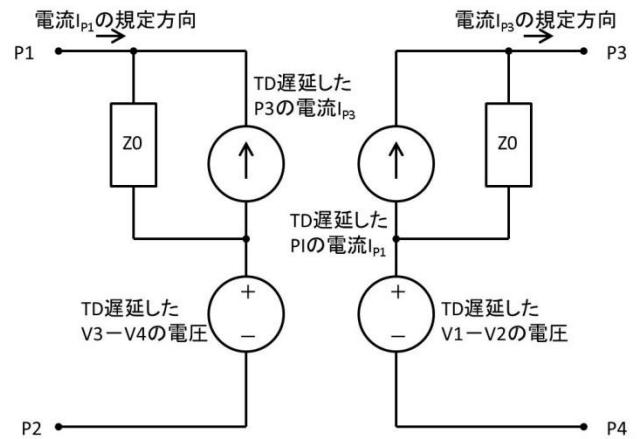 電流IP1の規定方向
電流IP3の規定方向
P1
P3
TD遅延した
P3の電流IP3
Z0
Z0
TD遅延した
PIの電流IP1
TD遅延した
V3－V4の電圧
+
−
+
−
TD遅延した
V1－V2の電圧
P2
P4